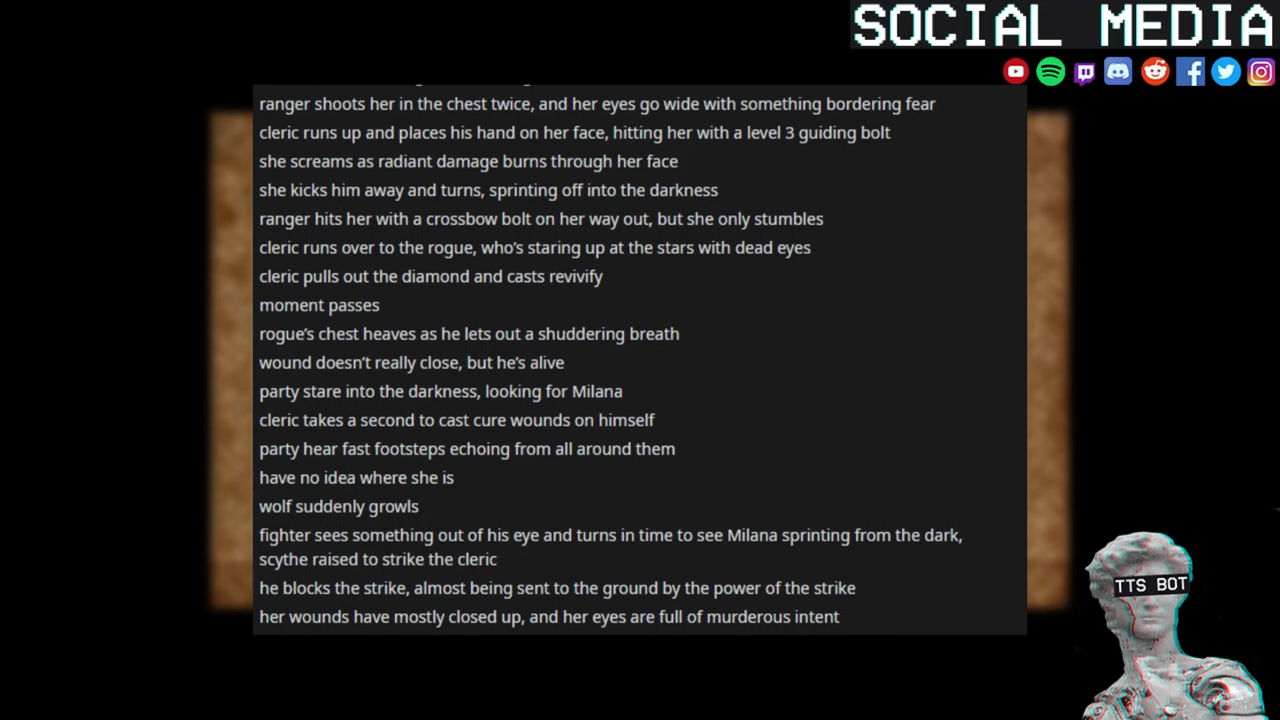 SOCIAL MEDIA
ranger shoots her in the chest twice, and her eyes go wide with something bordering fear
cleric runs up and places his hand on her face, hitting her with a level 3 guiding bolt
she screams as radiant damage burns through her face
she kicks him away and turns, sprinting off into the darkness
ranger hits her with a crossbow bolt on her way out, but she only stumbles
cleric runs over to the rogue, who’s staring up at the stars with dead eyes
cleric pulls out the diamond and casts revivify
moment passes
rogue’s chest heaves as he lets out a shuddering breath
wound doesn’t really close, but he’s alive
party stare into the darkness, looking for Milana
cleric takes a second to cast cure wounds on himself
party hear fast footsteps echoing from all around them
have no idea where she is
wolf suddenly growls
fighter sees something out of his eye and turns in time to see Milana sprinting from the dark,
scythe raised to strike the cleric
he blocks the strike, almost being sent to the ground by the power of the strike
her wounds have mostly closed up, and her eyes are full of murderous intent
TTS BOT